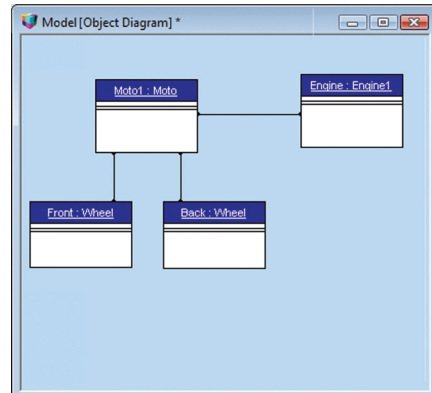 Model [Object Diagram] *
Moto1 : Moto
Engine : Engine1
Front : Wheel
Back : Wheel